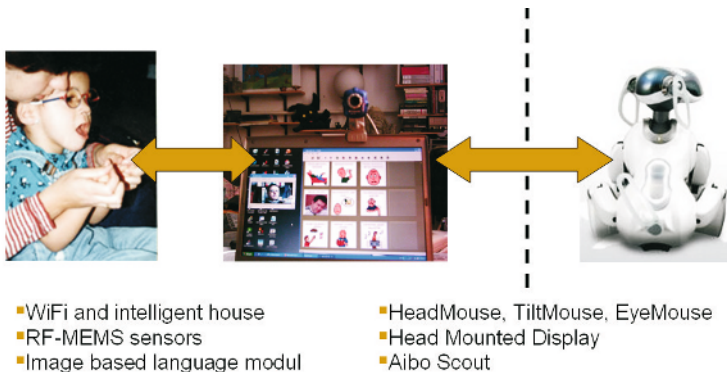 ▪WiFi and intelligent house
▪RF-MEMS sensors
▪Image based language modul
▪HeadMouse, TiltMouse, EyeMouse
▪Head Mounted Display
▪Aibo Scout